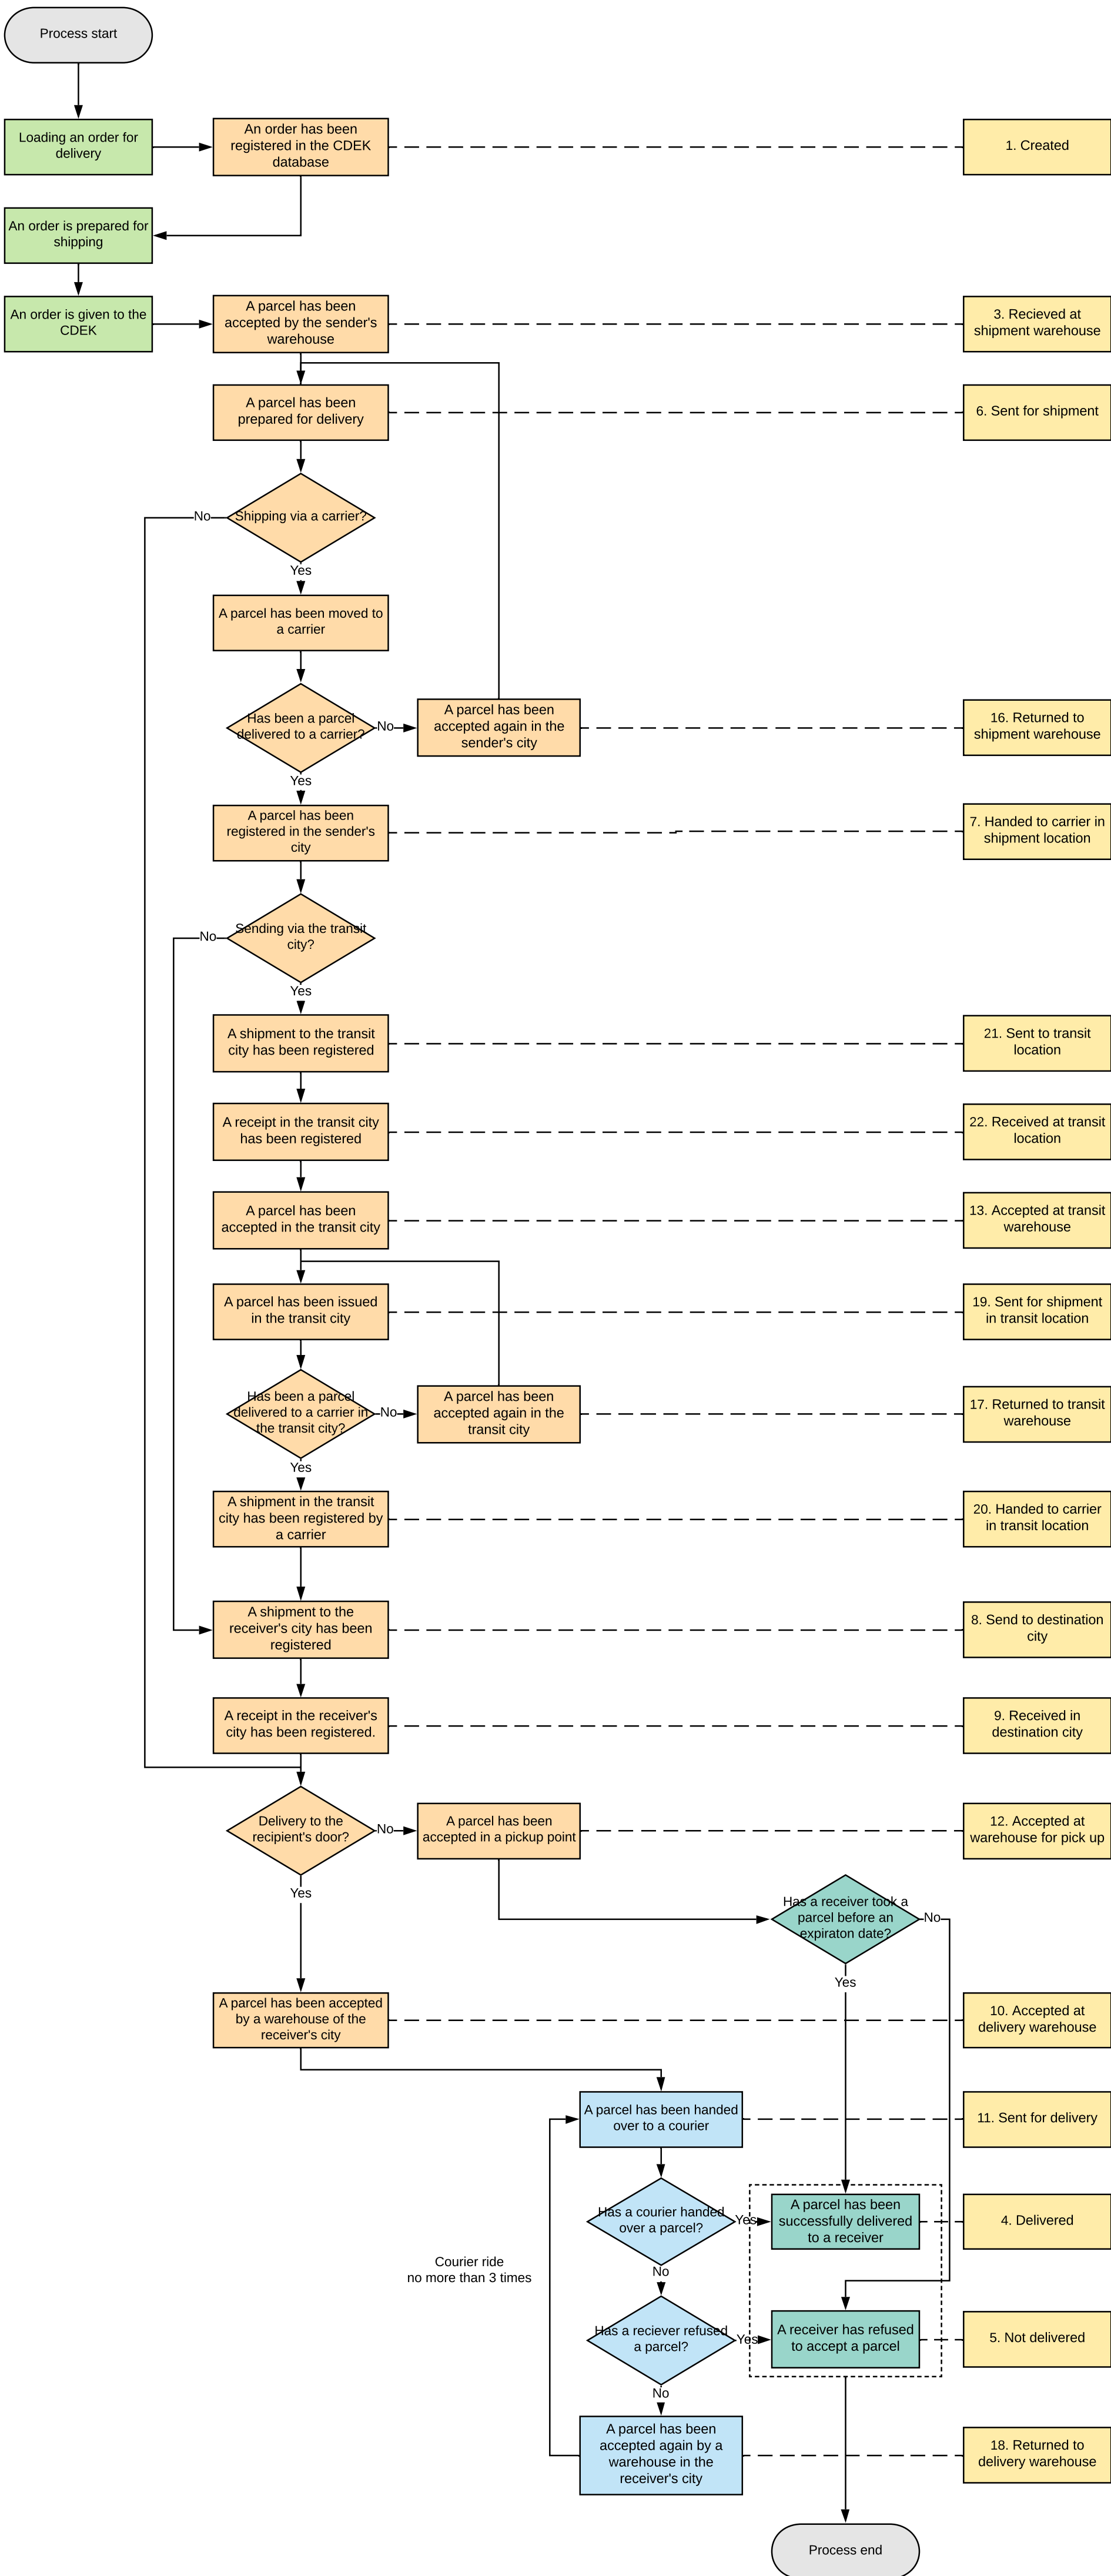 Process start
Loading an order for
delivery
An order has been
registered in the CDEK
database
1. Created
An order is prepared for
shipping
An order is given to the
CDEK
A parcel has been
accepted by the sender's
warehouse
3. Recieved at
shipment warehouse
A parcel has been
prepared for delivery
6. Sent for shipment
No
Shipping via a carrier?
Yes
A parcel has been moved to
a carrier
Has been a parcel
delivered to a carrier?
No
A parcel has been
accepted again in the
sender's city
16. Returned to
shipment warehouse
Yes
A parcel has been
registered in the sender's
city
7. Handed to carrier in
shipment location
No
Sending via the transit
city?
Yes
A shipment to the transit
city has been registered
21. Sent to transit
location
A receipt in the transit city
has been registered
22. Received at transit
location
A parcel has been
accepted in the transit city
13. Accepted at transit
warehouse
A parcel has been issued
in the transit city
19. Sent for shipment
in transit location
Has been a parcel
delivered to a carrier in
the transit city?
No
A parcel has been
accepted again in the
transit city
17. Returned to transit
warehouse
Yes
A shipment in the transit
city has been registered by
a carrier
20. Handed to carrier
in transit location
A shipment to the
receiver's city has been
registered
8. Send to destination
city
A receipt in the receiver's
city has been registered.
9. Received in
destination city
Delivery to the
recipient's door?
No
A parcel has been
accepted in a pickup point
12. Accepted at
warehouse for pick up
Yes
Has a receiver took a
parcel before an
expiraton date?
No
Yes
A parcel has been accepted
by a warehouse of the
receiver's city
10. Accepted at
delivery warehouse
A parcel has been handed
over to a courier
11. Sent for delivery
Has a courier handed
over a parcel?
Yes
A parcel has been
successfully delivered
to a receiver
4. Delivered
No
Courier ride
no more than 3 times
Has a reciever refused
a parcel?
Yes
A receiver has refused
to accept a parcel
5. Not delivered
No
A parcel has been
accepted again by a
warehouse in the
receiver's city
18. Returned to
delivery warehouse
Process end